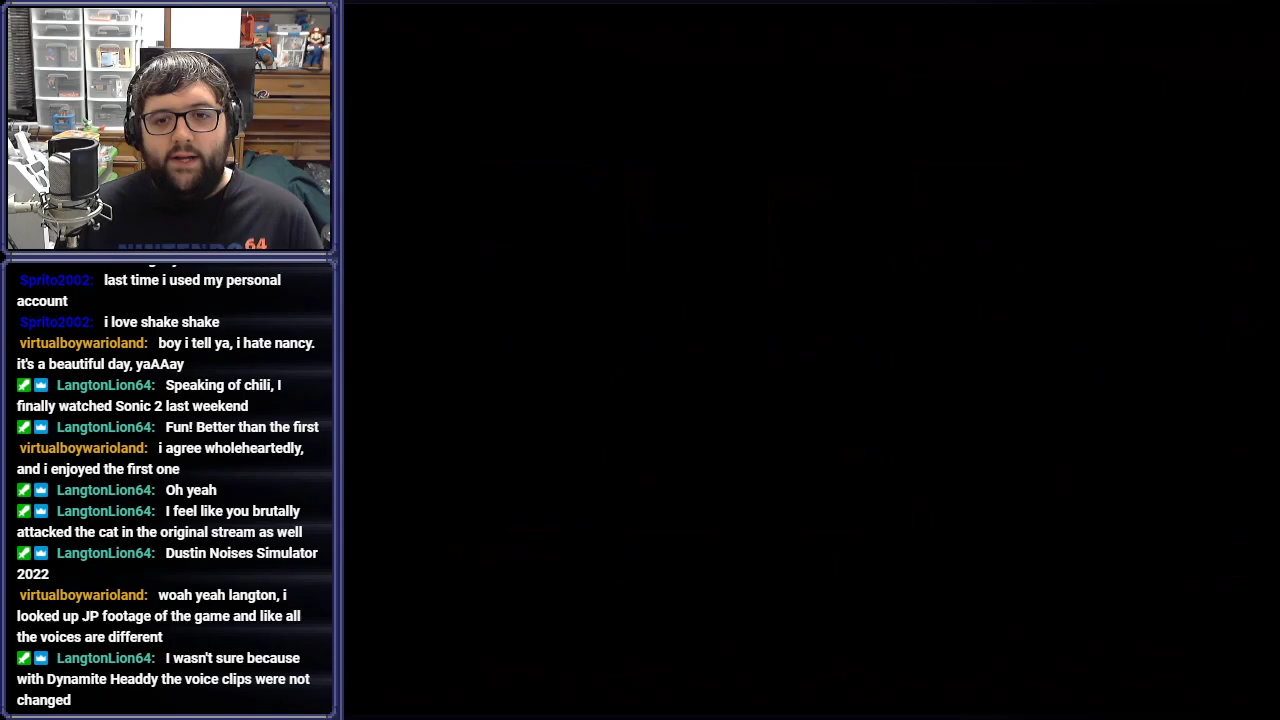 NINTENDO 64
Sprito2002: last time i used my personal
account
Sprito2002: i love shake shake
virtualboywarioland: boy i tell ya, i hate nancy.
it's a beautiful day, yaAAay
LangtonLion64: Speaking of chili, I
finally watched Sonic 2 last weekend
LangtonLion64: Fun! Better than the first
virtualboywarioland: i agree wholeheartedly,
and i enjoyed the first one
LangtonLion64: Oh yeah
LangtonLion64: I feel like you brutally
attacked the cat in the original stream as well
LangtonLion64: Dustin Noises Simulator
2022
virtualboywarioland: woah yeah langton, i
looked up JP footage of the game and like all
the voices are different
LangtonLion64: I wasn't sure because
with Dynamite Headdy the voice clips were not
changed